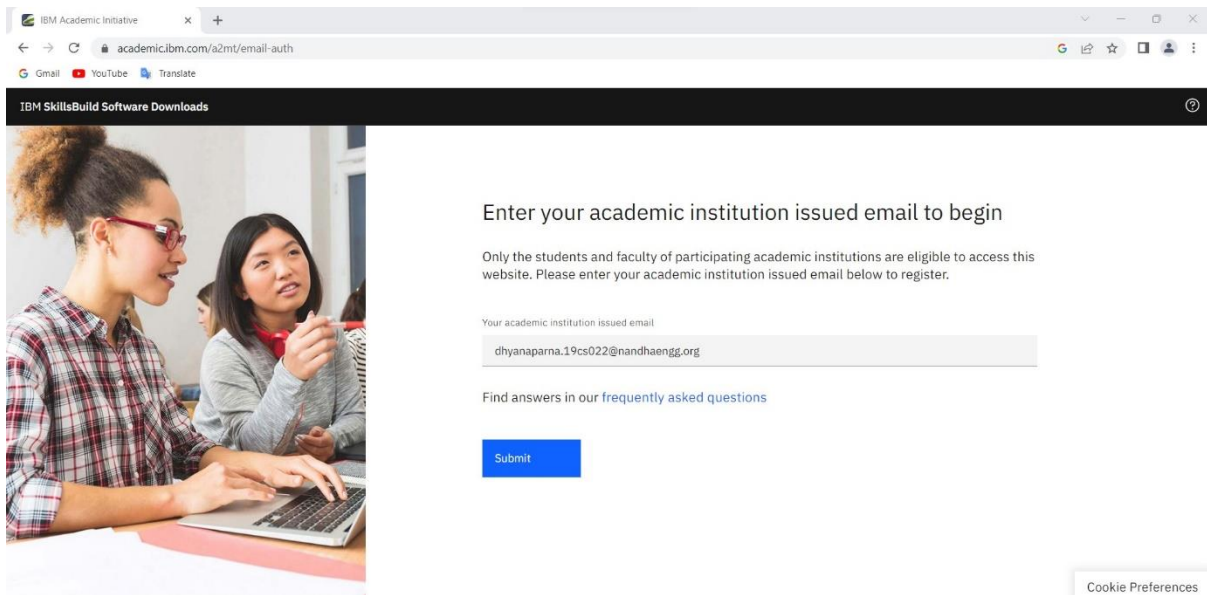 IBM Academic Initiative
academic.ibm.com/a2mt/email-auth
Gmail YouTube Translate
IBM SkillsBuild Software Downloads
Enter your academic institution issued email to begin
Only the students and faculty of participating academic institutions are eligible to access this
website. Please enter your academic institution issued email below to register.
Your academic institution issued email
dhyanaparna.19cs022@nandhaengg.org
Find answers in our frequently asked questions
Submit
Cookie Preferences